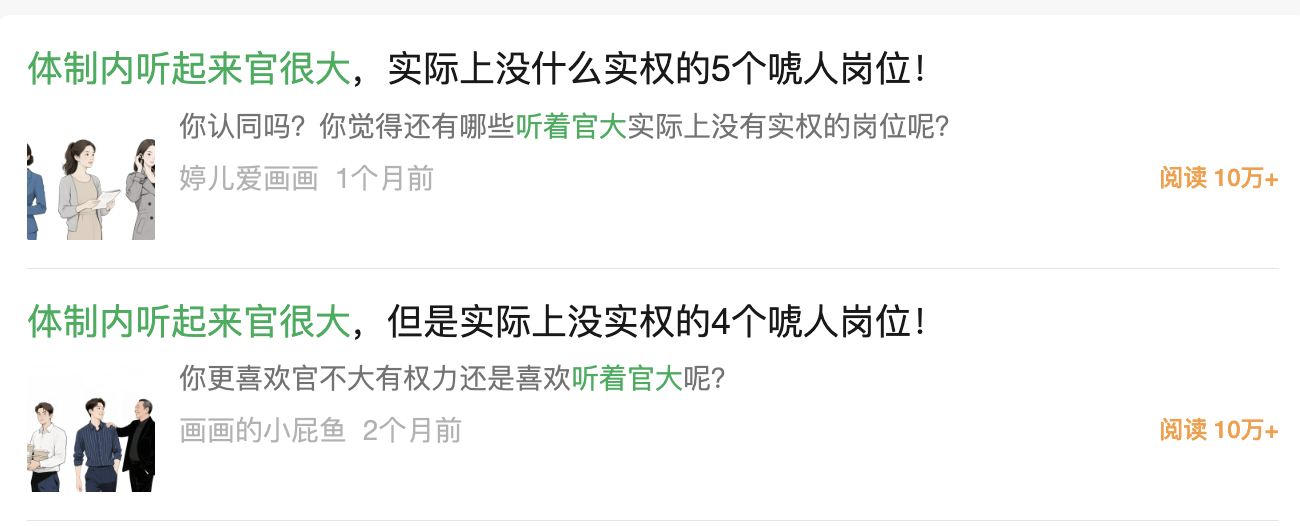 体制内听起来官很大，实际上没什么实权的5个唬人岗位！
你认同吗？你觉得还有哪些听着官大实际上没有实权的岗位呢？
婷儿爱画画 1个月前
阅读 10万+
体制内听起来官很大，但是实际上没实权的4个唬人岗位！
你更喜欢官不大有权力还是喜欢听着官大呢？
画画的小屁鱼 2个月前
阅读 10万+